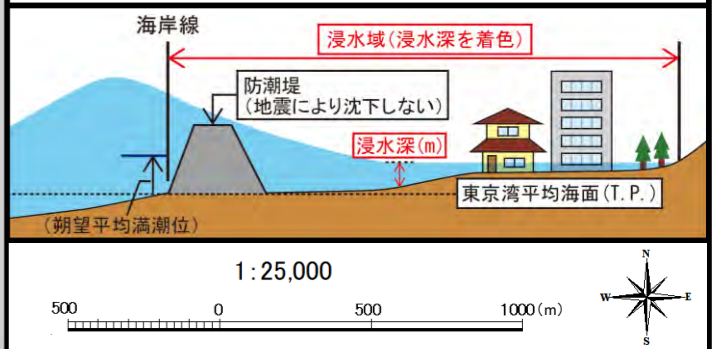 海岸線
浸水域(浸水深を着色)
防潮堤
(地震により沈下しない)
浸水深(m)
東京湾平均海面(T.P.)
(朔望平均満潮位)
1:25,000
500 0 500 1000(m)
N
W E
S